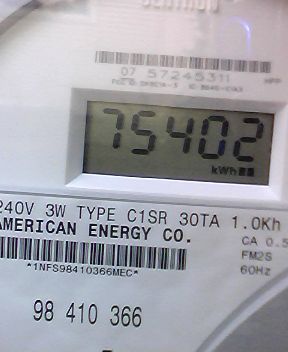 07 57245311
75402
kWh
240V 3W TYPE C1SR 30TA 1.0Kh
AMERICAN ENERGY CO.
CA 0.5
FM2S
60Hz
*1NFS98410366MEC*
98 410 366